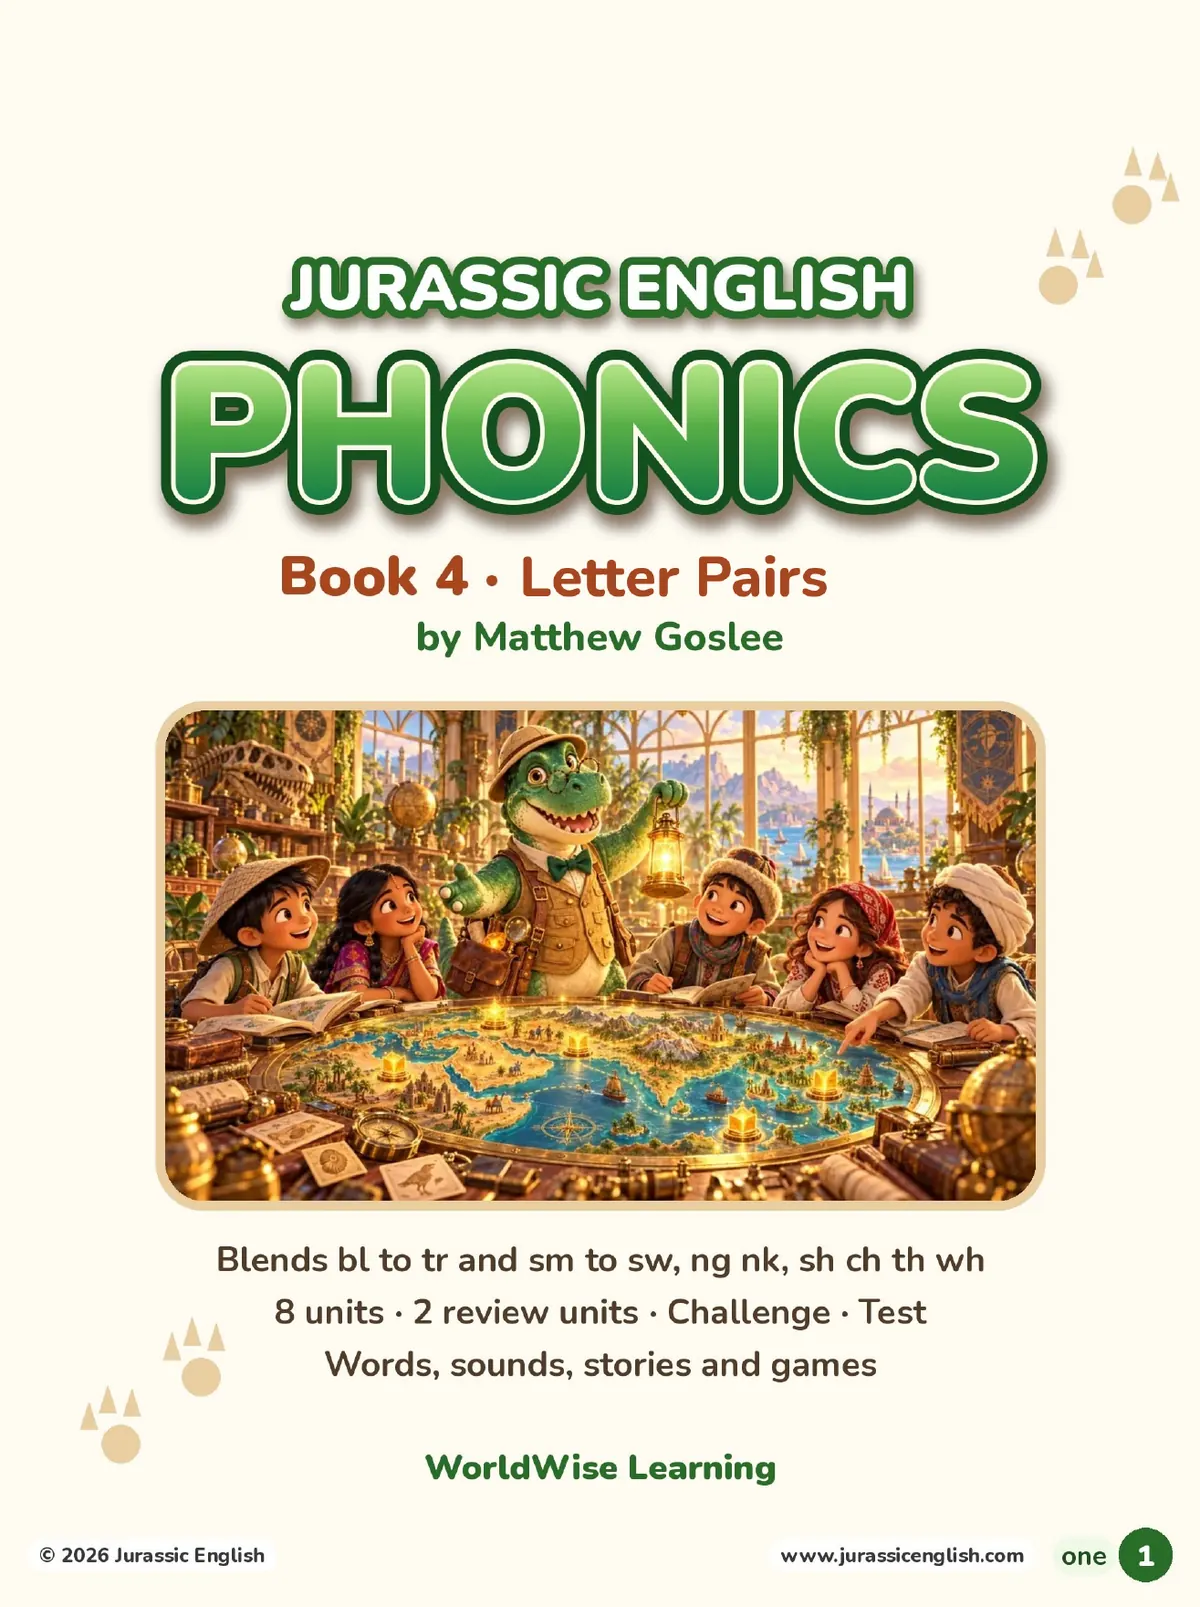 JURASSIC ENGLISH
PHONICS
Book 4 · Letter Pairs
by Matthew Goslee
Blends bl to tr and sm to sw, ng nk, sh ch th wh
8 units · 2 review units · Challenge · Test
Words, sounds, stories and games
WorldWise Learning
© 2026 Jurassic English
www.jurassicenglish.com
one 1